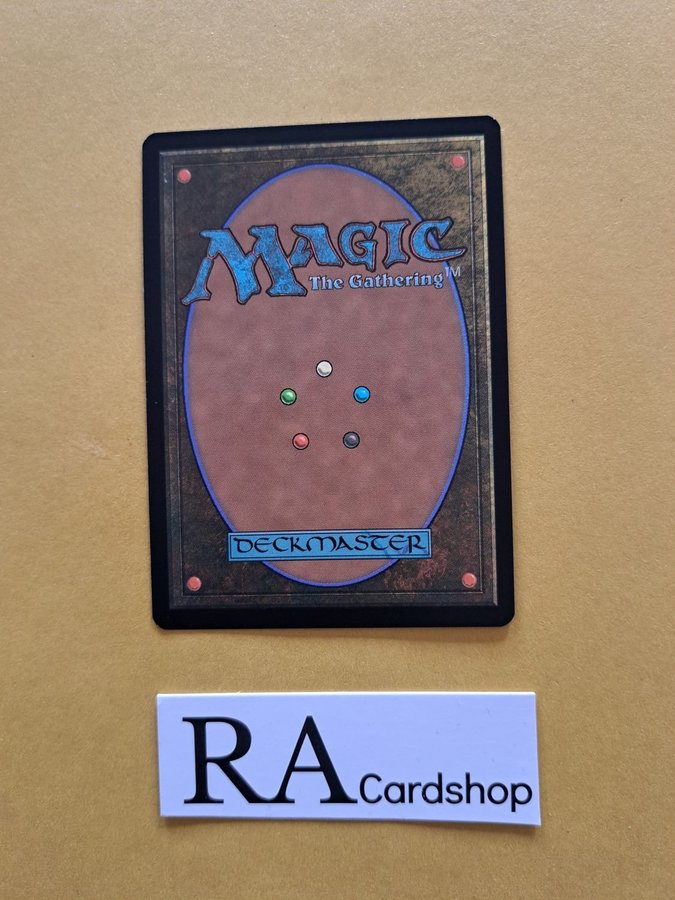 MAGIC
The Gathering™
DECKMASTER
RA Cardshop